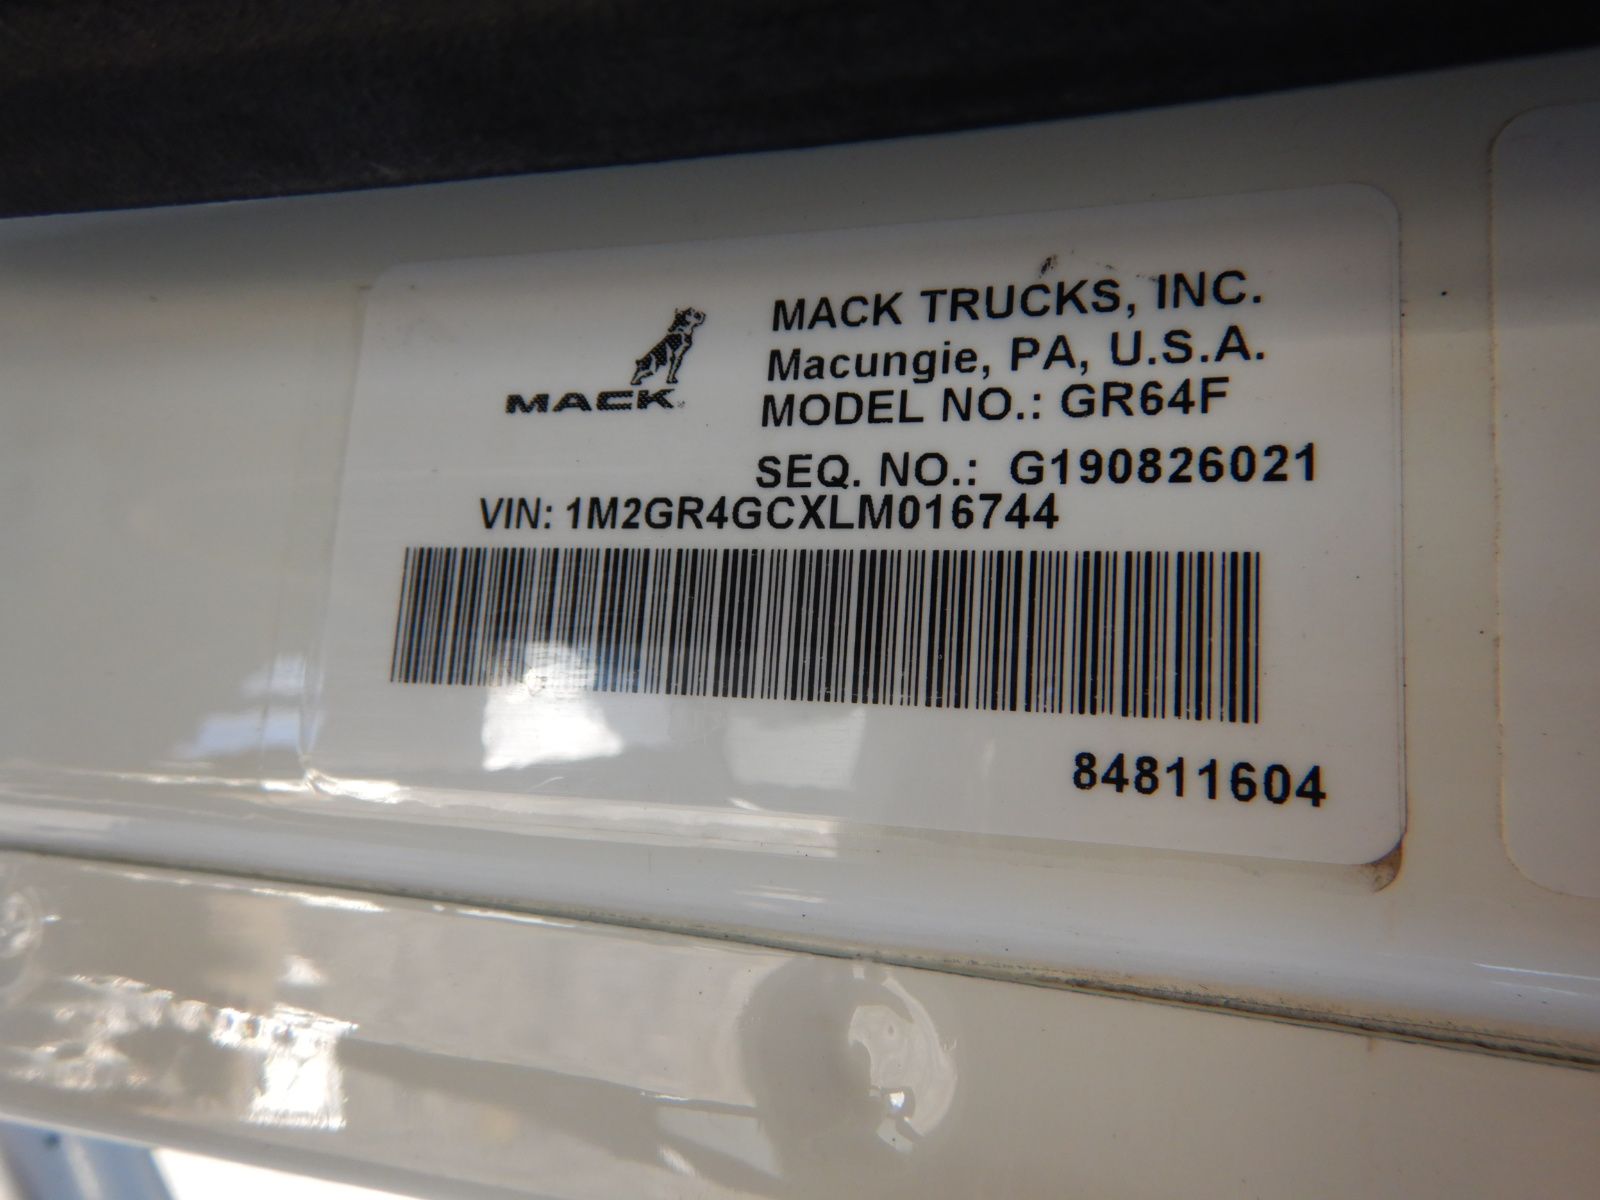 MACK TRUCKS, INC.
Macungie, PA, U.S.A.
MACK
MODEL NO.: GR64F
SEQ. NO.: G190826021
VIN: 1M2GR4GCXLM016744
84811604